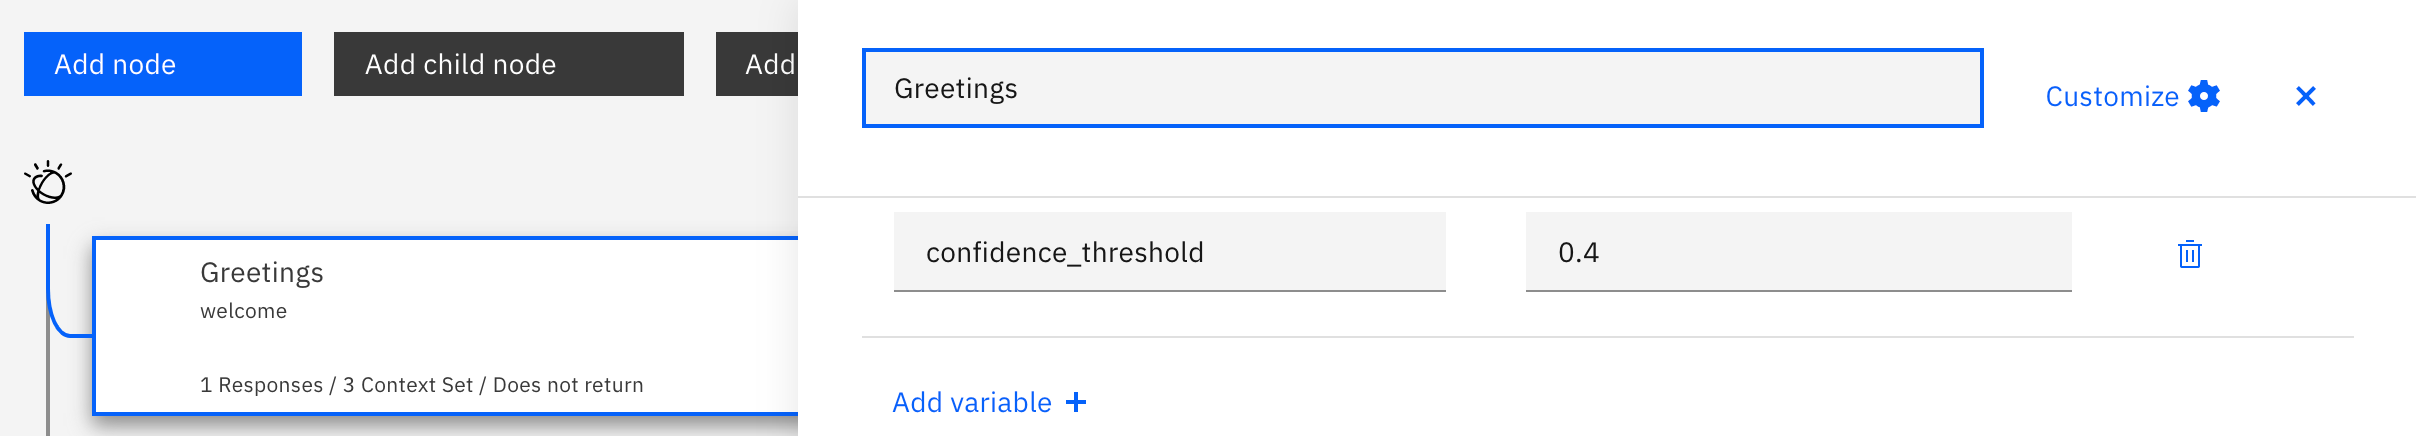 Add node
Add child node
Add
Greetings
welcome
1 Responses / 3 Context Set / Does not return
Greetings
Customize
confidence_threshold
0.4
Add variable +